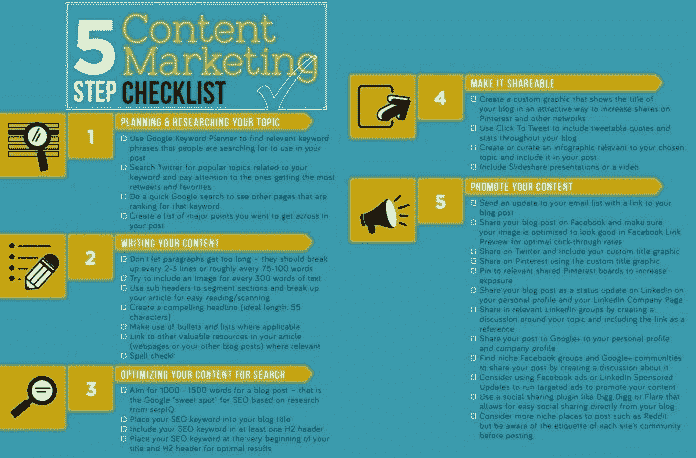 5 Content
Marketing
STEP CHECKLIST
1
PLANNING & RESEARCHING YOUR TOPIC
Use Google Keyword Planner to find relevant keyword
phrases that people are searching for to use in your
post
Search Twitter for popular topics related to your
keyword and pay attention to the ones getting the most
retweets and favorites
Do a quick Google search to see other pages that are
ranking for that keyword
Create a list of major points you want to get across in
your post
2
WRITING YOUR CONTENT
Don't let paragraphs get too long - they should break
up every 2-3 lines or roughly every 75-100 words
Try to include an image for every 300 words of text
Use sub headers to segment sections and break up
your article for easy reading/scanning
Create a compelling headline (ideal length: 55
characters)
Make use of bullets and lists where applicable
Link to other valuable resources in your article
(webpages or your other blog posts) where relevant
Spell check!
3
OPTIMIZING YOUR CONTENT FOR SEARCH
Aim for 1000 - 1500 words for a blog post - that is
the Google "sweet spot" for SEO based on research
from serpIQ
Place your SEO keyword into your blog title
Include your SEO keyword in at least one H2 header
Place your SEO keyword at the very beginning of your
title and H2 header for optimal results
4
MAKE IT SHAREABLE
Create a custom graphic that shows the title of
your blog in an attractive way to increase shares on
Pinterest and other networks
Use Click To Tweet to include tweetable quotes and
stats throughout your blog
Create or curate an infographic relevant to your chosen
topic and include it in your post
Include Slideshare presentations or a video
5
PROMOTE YOUR CONTENT
Send an update to your email list with a link to your
blog post
Share your blog post on Facebook and make sure
your image is optimized to look good in Facebook Link
Preview for optimal click-through rates
Share on Twitter and include your custom title graphic
Share on Pinterest using the custom title graphic
Pin to relevant shared Pinterest boards to increase
exposure
Share your blog post as a status update on LinkedIn on
your personal profile and your LinkedIn Company Page
Share in relevant LinkedIn groups by creating a
discussion around your topic and including the link as a
reference
Share your post to Google+ to your personal profile
and company profile
Find niche Facebook groups and Google+ communities
to share your post by creating a discussion about it
Consider using Facebook ads or LinkedIn Sponsored
Updates to run targeted ads to promote your content
Use a social sharing plugin like Digg Digg or Flare that
allows for easy social sharing directly from your blog
Consider more niche places to post such as Reddit
but be aware of the etiquette of each site's community
before posting.